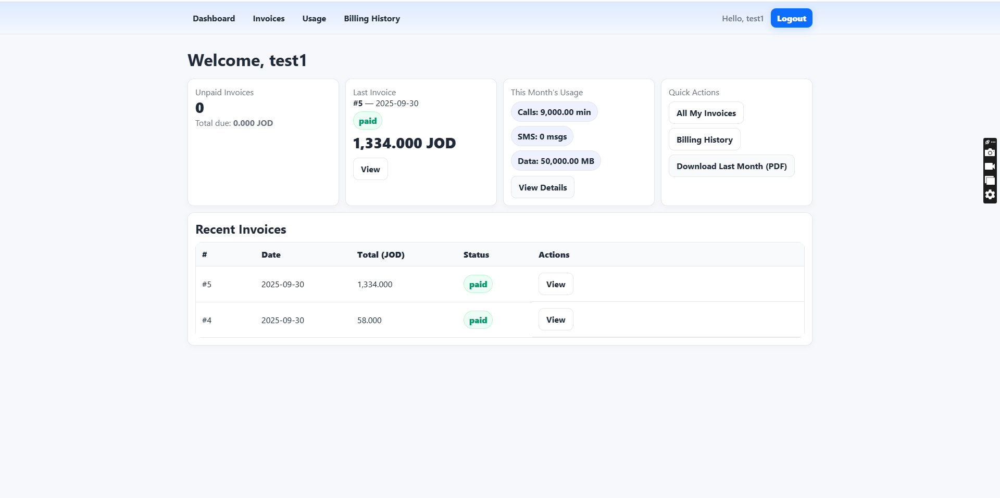 Dashboard Invoices Usage Billing History Hello, test1 Logout
Welcome, test1
Unpaid Invoices
0
Total due: 0.000 JOD
Last Invoice
#5 — 2025-09-30
paid
1,334.000 JOD
View
This Month’s Usage
Calls: 9,000.00 min
SMS: 0 msgs
Data: 50,000.00 MB
View Details
Quick Actions
All My Invoices
Billing History
Download Last Month (PDF)
Recent Invoices
# Date Total (JOD) Status Actions
#5 2025-09-30 1,334.000 paid View
#4 2025-09-30 58.000 paid View